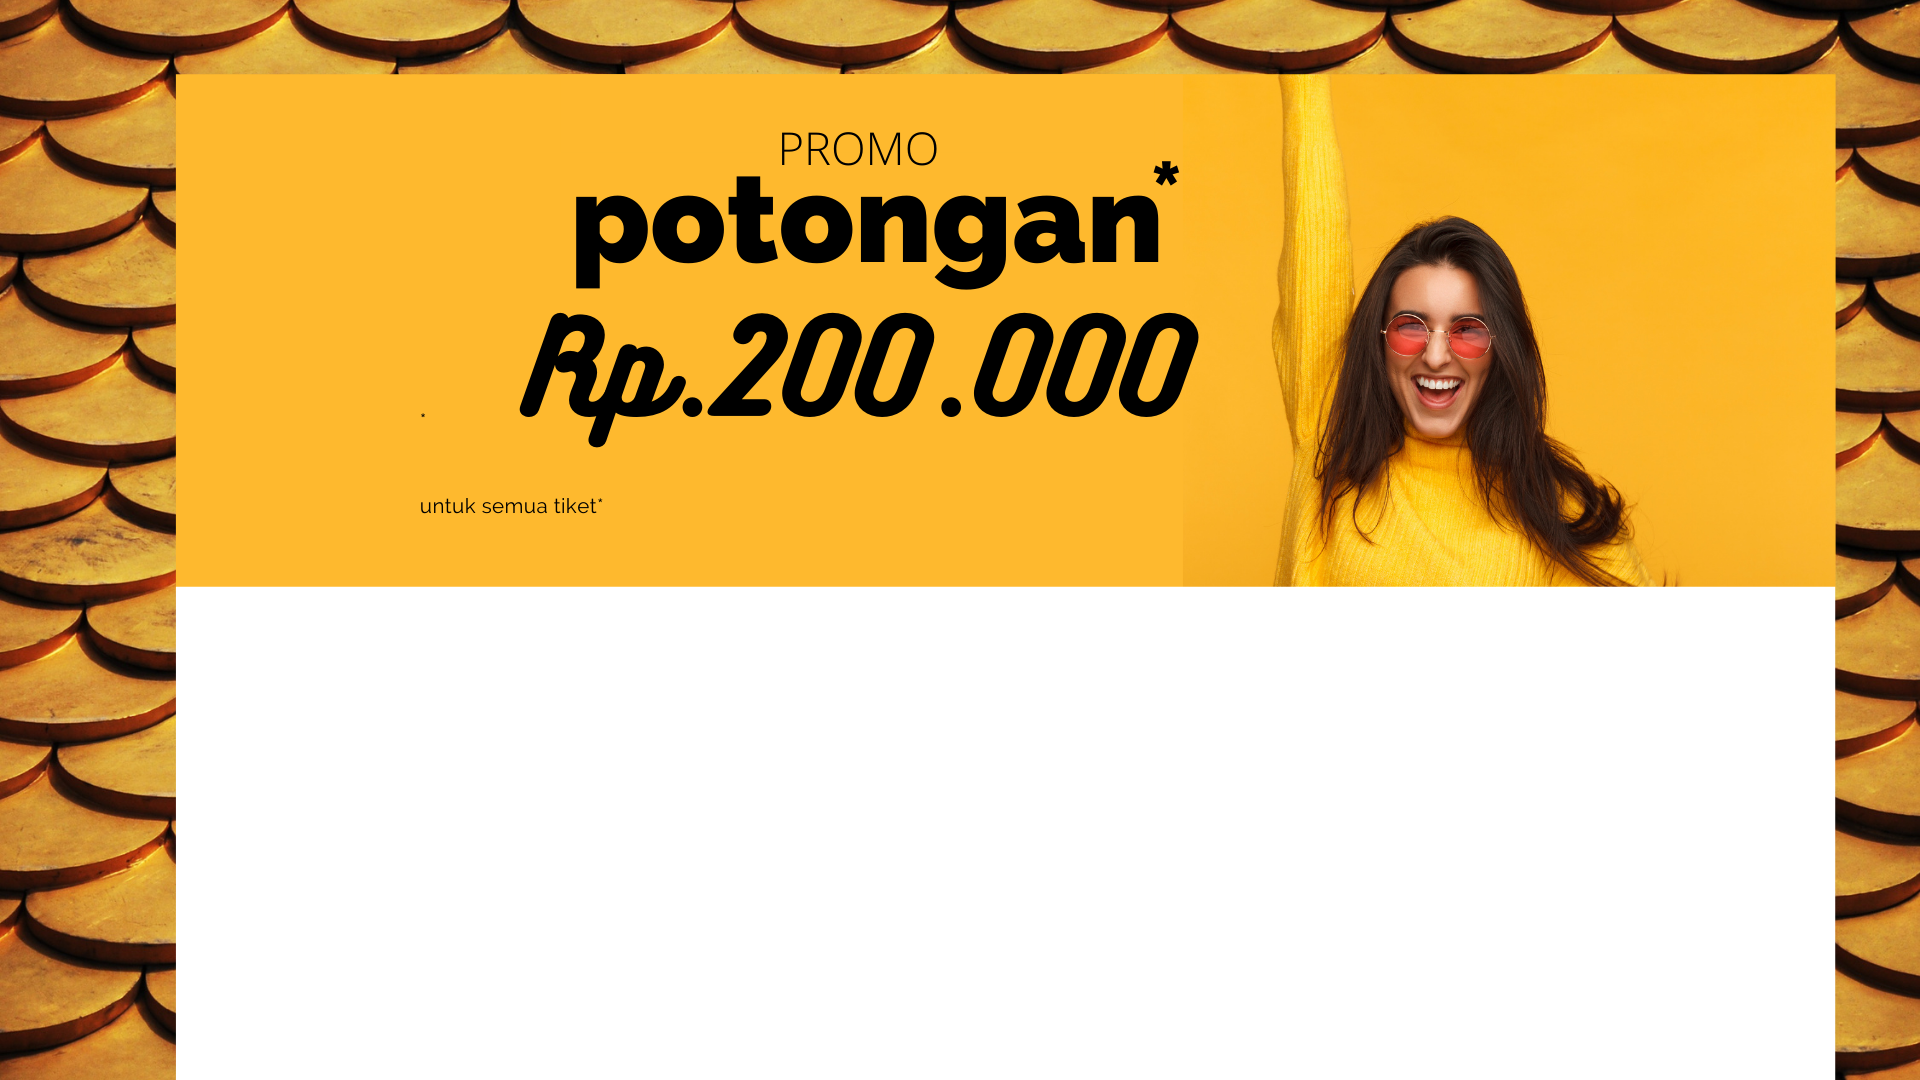 PROMO
potongan*
Rp.200.000
*
untuk semua tiket*